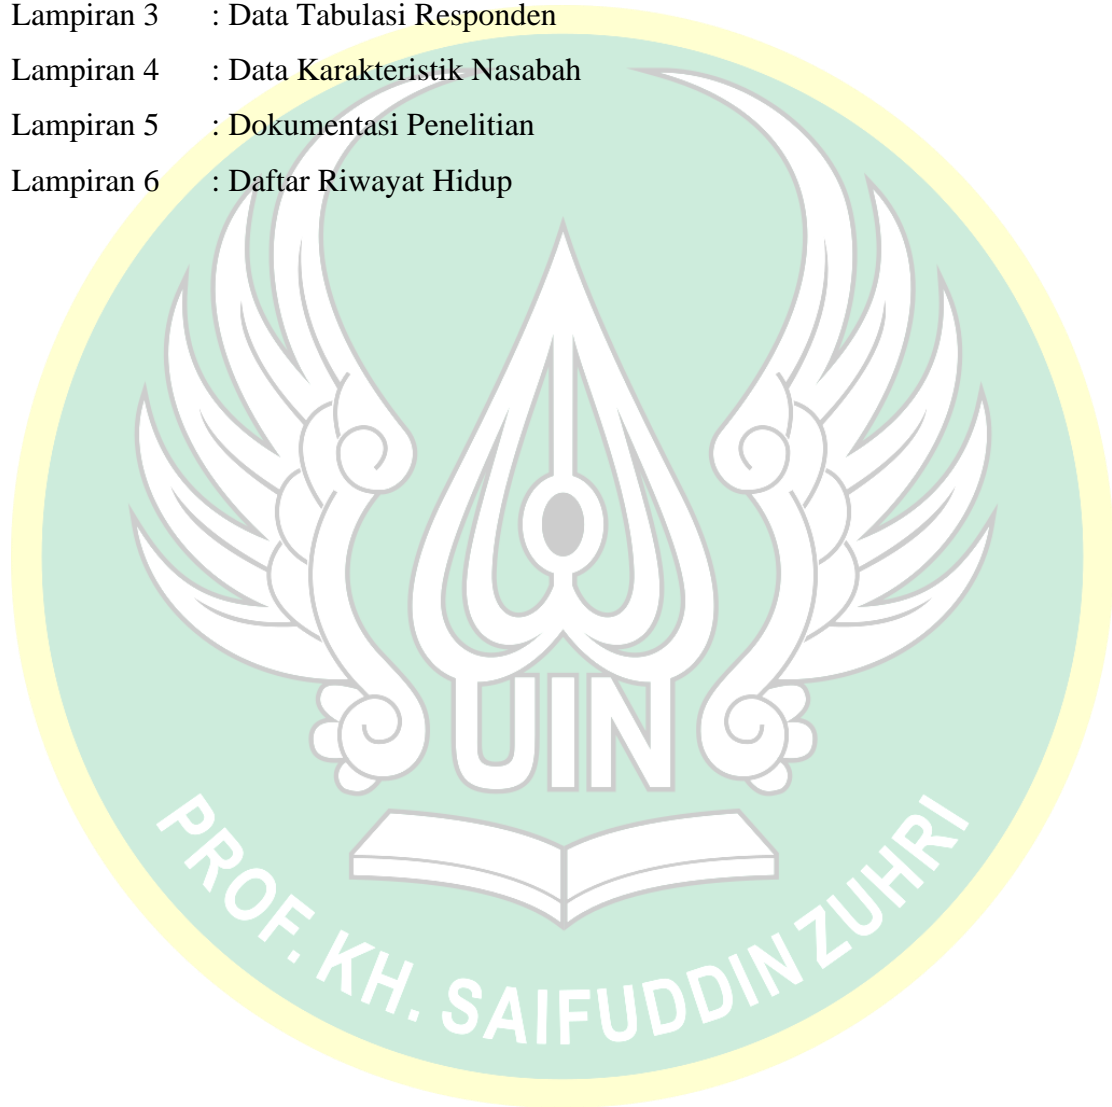 Lampiran 3 : Data Tabulasi Responden
Lampiran 4 : Data Karakteristik Nasabah
Lampiran 5 : Dokumentasi Penelitian
Lampiran 6 : Daftar Riwayat Hidup
UIN
PROF. KH. SAIFUDDIN ZUHRI